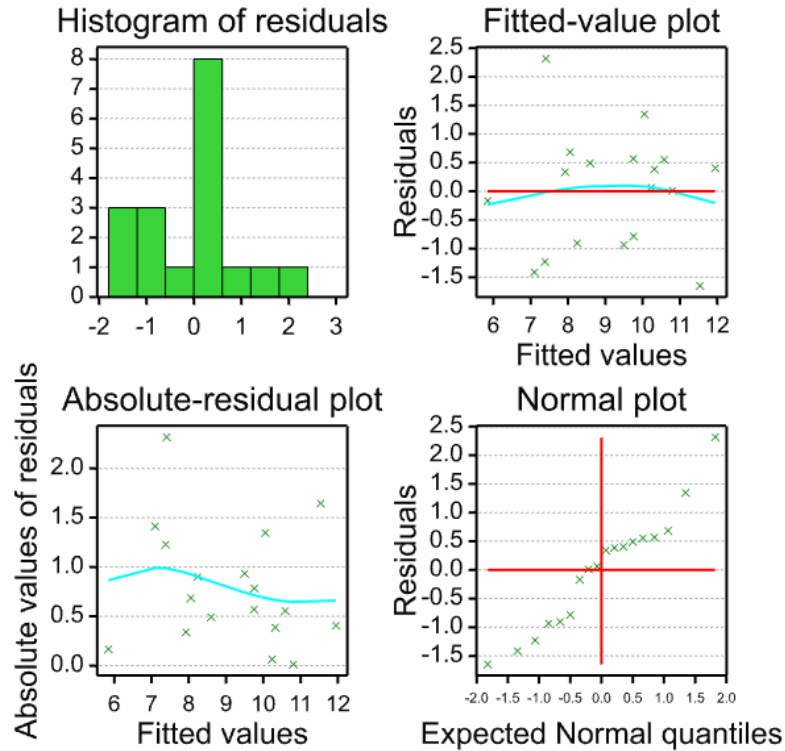 Histogram of residuals
8
7
6
5
4
3
2
1
0
-2 -1 0 1 2 3
Fitted-value plot
Residuals
2.5
2.0
1.5
1.0
0.5
0.0
-0.5
-1.0
-1.5
6 7 8 9 10 11 12
Fitted values
Absolute-residual plot
Absolute values of residuals
2.0
1.5
1.0
0.5
0.0
6 7 8 9 10 11 12
Fitted values
Normal plot
Residuals
2.5
2.0
1.5
1.0
0.5
0.0
-0.5
-1.0
-1.5
-2.0 -1.5 -1.0 -0.5 0.0 0.5 1.0 1.5 2.0
Expected Normal quantiles